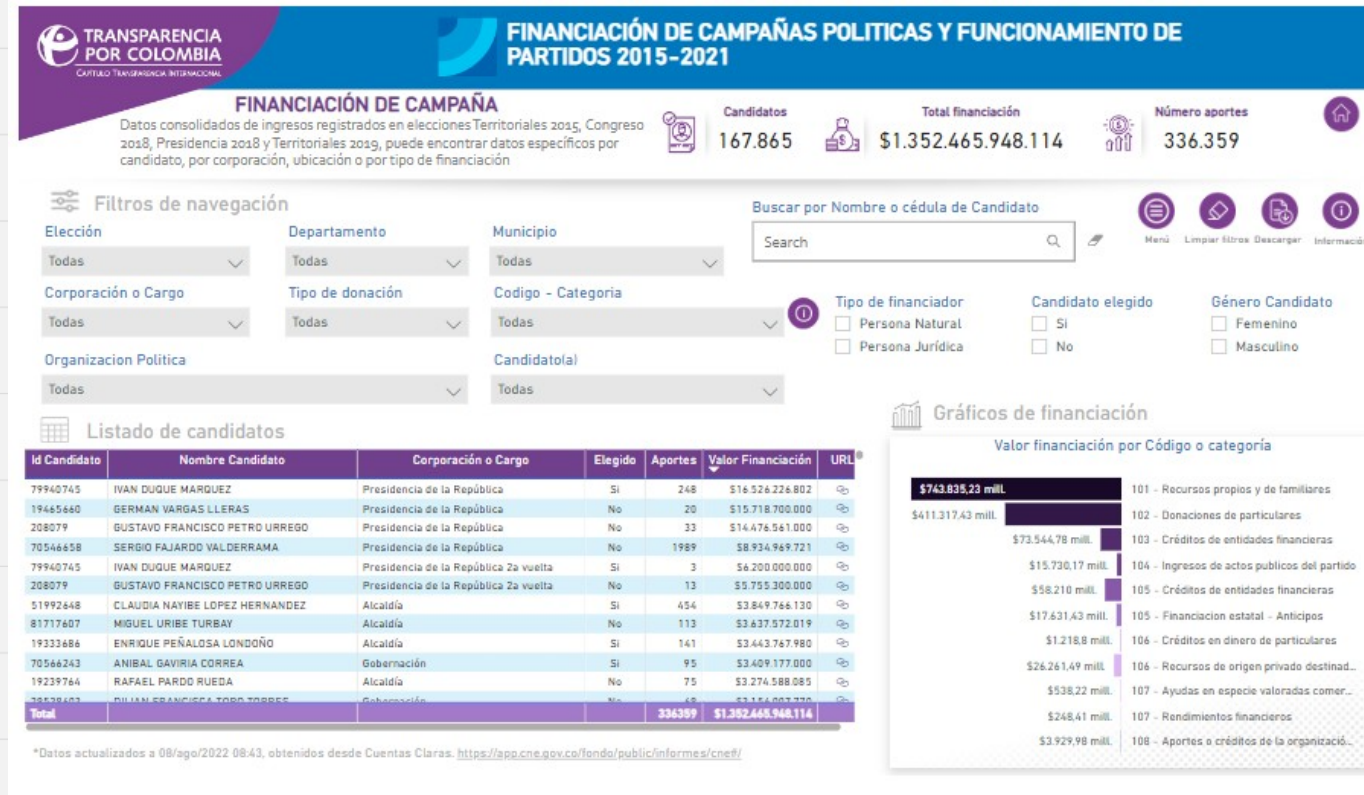 TRANSPARENCIA
POR COLOMBIA
CAPÍTULO TRANSPARENCIA INTERNACIONAL
FINANCIACIÓN DE CAMPAÑAS POLITICAS Y FUNCIONAMIENTO DE
PARTIDOS 2015-2021
FINANCIACIÓN DE CAMPAÑA
Datos consolidados de ingresos registrados en elecciones Territoriales 2015, Congreso
2018, Presidencia 2018 y Territoriales 2019, puede encontrar datos específicos por
candidato, por corporación, ubicación o por tipo de financiación
Candidatos
167.865
Total financiación
$1.352.465.948.114
Número aportes
336.359
Filtros de navegación
Buscar por Nombre o cédula de Candidato
Search
Menú Limpiar filtros Descargar Informació
Elección Departamento Municipio
Todas Todas Todas
Corporación o Cargo Tipo de donación Codigo - Categoria
Todas Todas Todas
Organizacion Politica Candidato(a)
Todas Todas
Tipo de financiador Candidato elegido Género Candidato
Persona Natural Si Femenino
Persona Jurídica No Masculino
Listado de candidatos
Id Candidato Nombre Candidato Corporación o Cargo Elegido Aportes Valor Financiación URL
79940745 IVAN DUQUE MARQUEZ Presidencia de la República Si 248 $16.526.226.802
19465660 GERMAN VARGAS LLERAS Presidencia de la República No 20 $15.718.700.000
208079 GUSTAVO FRANCISCO PETRO URREGO Presidencia de la República No 33 $14.476.561.000
70546658 SERGIO FAJARDO VALDERRAMA Presidencia de la República No 1989 $8.934.969.721
79940745 IVAN DUQUE MARQUEZ Presidencia de la República 2a vuelta Si 3 $6.200.000.000
208079 GUSTAVO FRANCISCO PETRO URREGO Presidencia de la República 2a vuelta No 13 $5.755.300.000
51992648 CLAUDIA NAYIBE LOPEZ HERNANDEZ Alcaldía Si 454 $3.849.766.130
81717607 MIGUEL URIBE TURBAY Alcaldía No 113 $3.637.572.019
19333686 ENRIQUE PEÑALOSA LONDOÑO Alcaldía Si 141 $3.443.767.980
70566243 ANIBAL GAVIRIA CORREA Gobernación Si 95 $3.409.177.000
19239764 RAFAEL PARDO RUEDA Alcaldía No 75 $3.274.588.085
Total 336359 $1.352.465.948.114
*Datos actualizados a 08/ago/2022 08:43, obtenidos desde Cuentas Claras. https://app.cne.gov.co/fondo/public/informes/cne#/
Gráficos de financiación
Valor financiación por Código o categoría
$743.835,23 mill. 101 - Recursos propios y de familiares
$411.317,43 mill. 102 - Donaciones de particulares
$73.544,78 mill. 103 - Créditos de entidades financieras
$15.730,17 mill. 104 - Ingresos de actos publicos del partido
$58.210 mill. 105 - Créditos de entidades financieras
$17.631,43 mill. 105 - Financiacion estatal - Anticipos
$1.218,8 mill. 106 - Créditos en dinero de particulares
$26.261,49 mill. 106 - Recursos de origen privado destinad...
$538,22 mill. 107 - Ayudas en especie valoradas comer...
$248,41 mill. 107 - Rendimientos financieros
$3.929,98 mill. 108 - Aportes o créditos de la organizació...